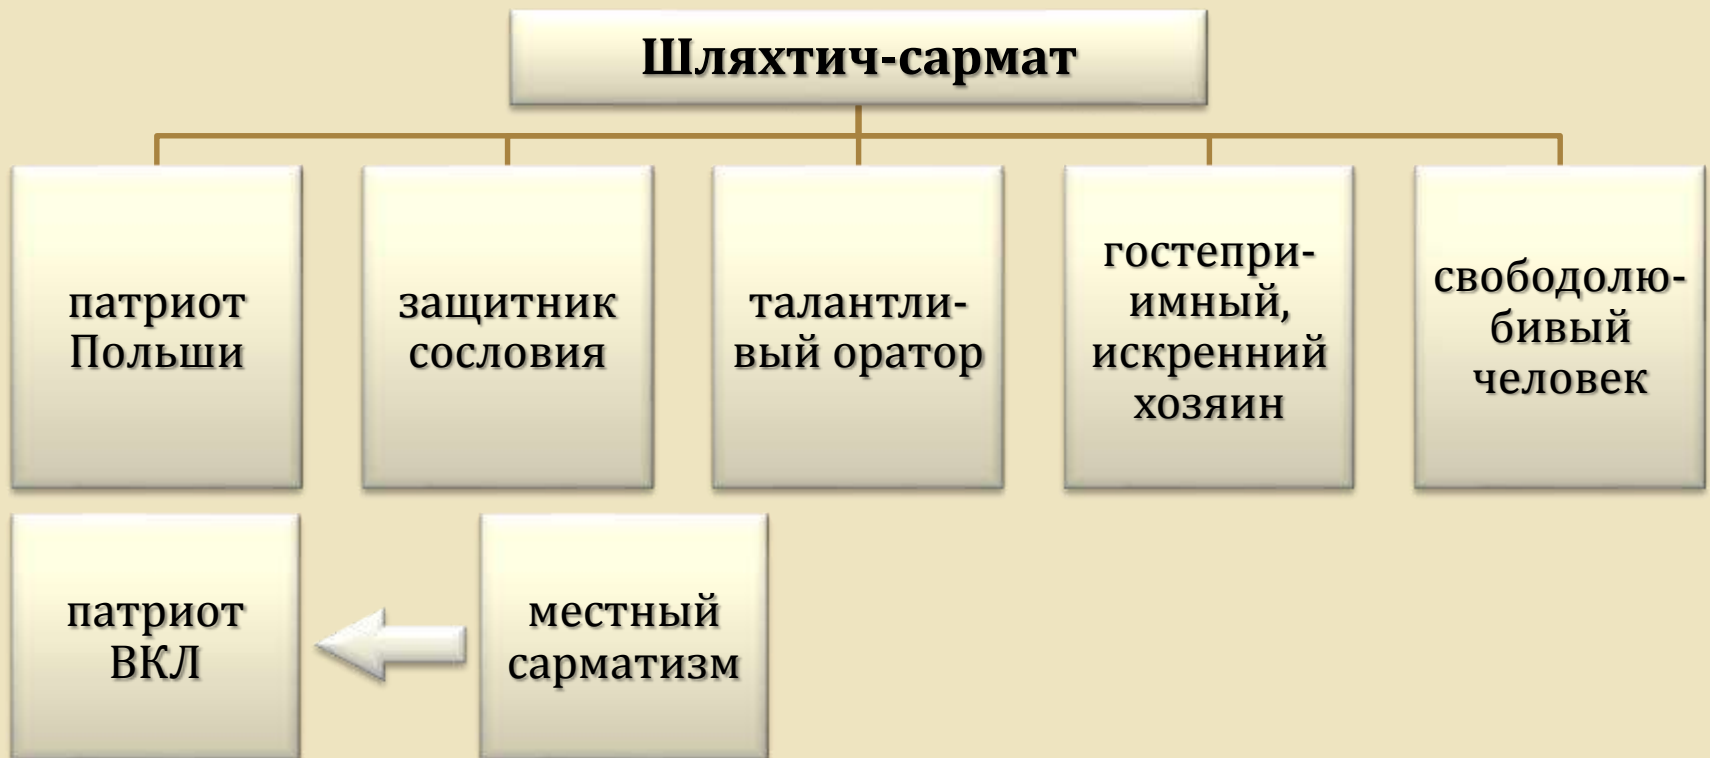 Шляхтич-сармат
патриот
Польши
защитник
сословия
талантли-
вый оратор
гостепри-
имный,
искренний
хозяин
свободолю-
бивый
человек
патриот
ВКЛ
местный
сарматизм